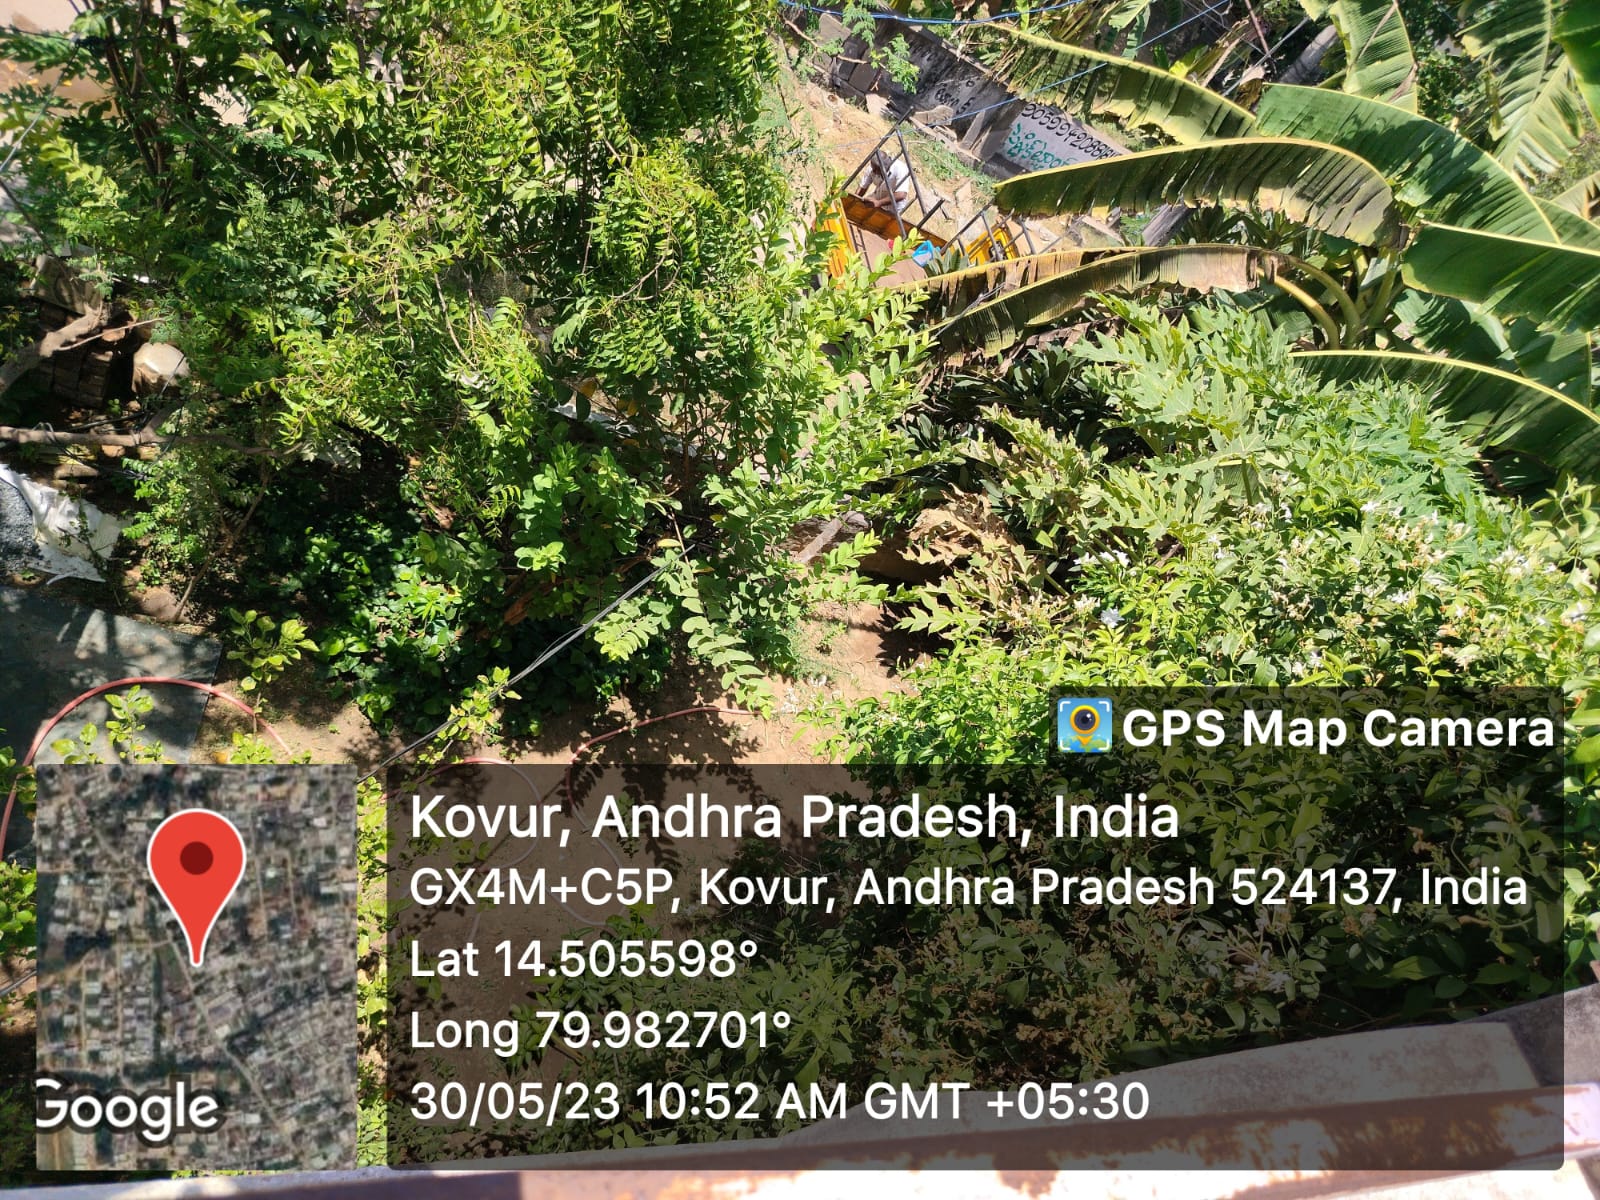 GPS Map Camera
Kovur, Andhra Pradesh, India
GX4M+C5P, Kovur, Andhra Pradesh 524137, India
Lat 14.505598°
Long 79.982701°
30/05/23 10:52 AM GMT +05:30
Google